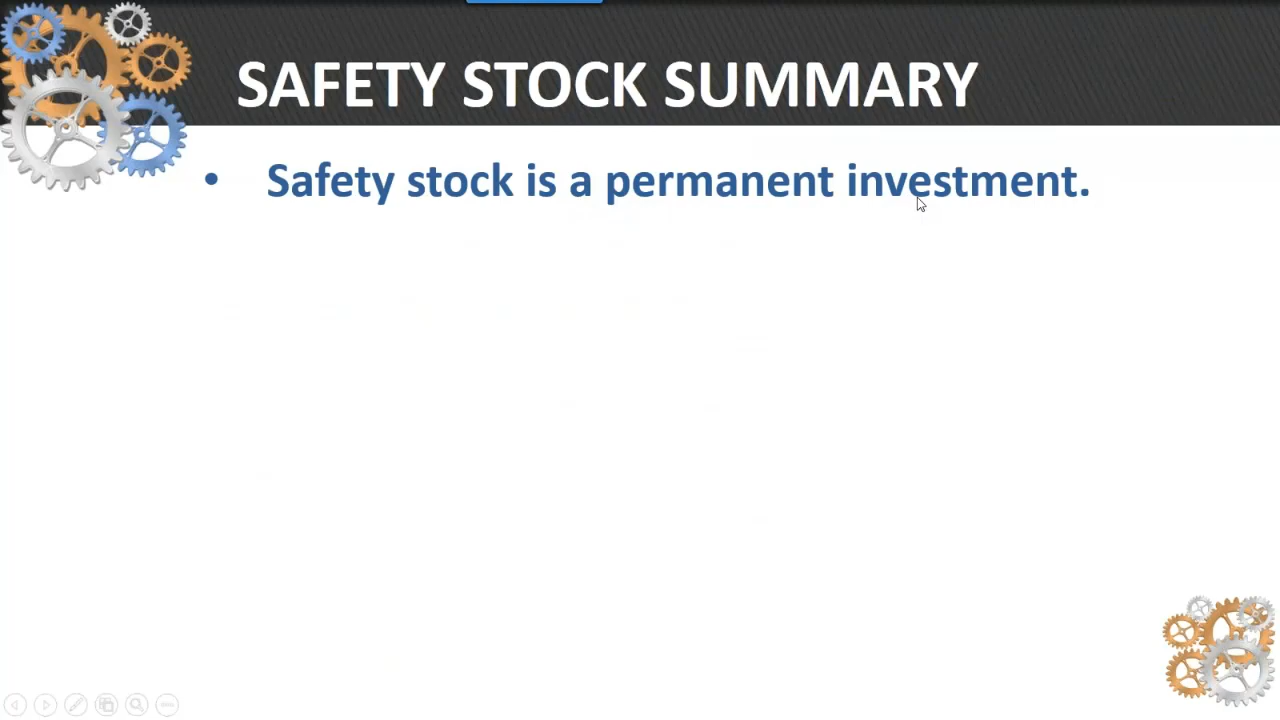 SAFETY STOCK SUMMARY
• Safety stock is a permanent investment.